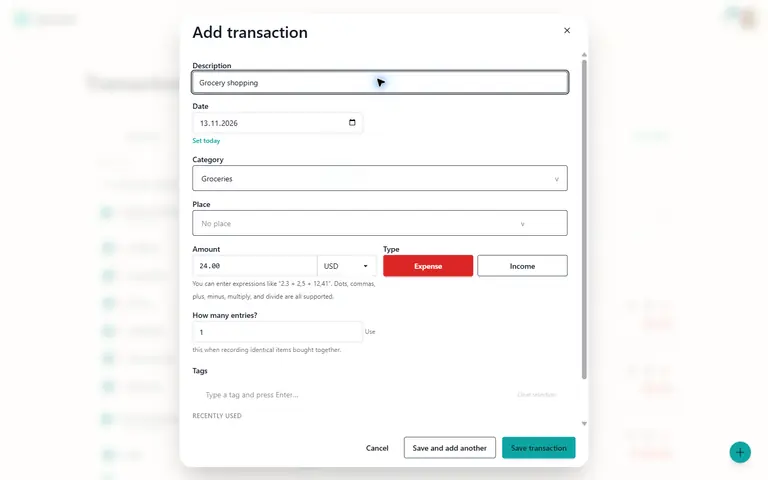 Add transaction
Description
Grocery shopping
Date
13.11.2026
Set today
Category
Groceries
Place
No place
Amount
Type
24.00
USD
Expense
Income
You can enter expressions like "2.3 + 2,5 + 12,41". Dots, commas,
plus, minus, multiply, and divide are all supported.
How many entries?
1
Use
this when recording identical items bought together.
Tags
Type a tag and press Enter...
RECENTLY USED
Cancel
Save and add another
Save transaction